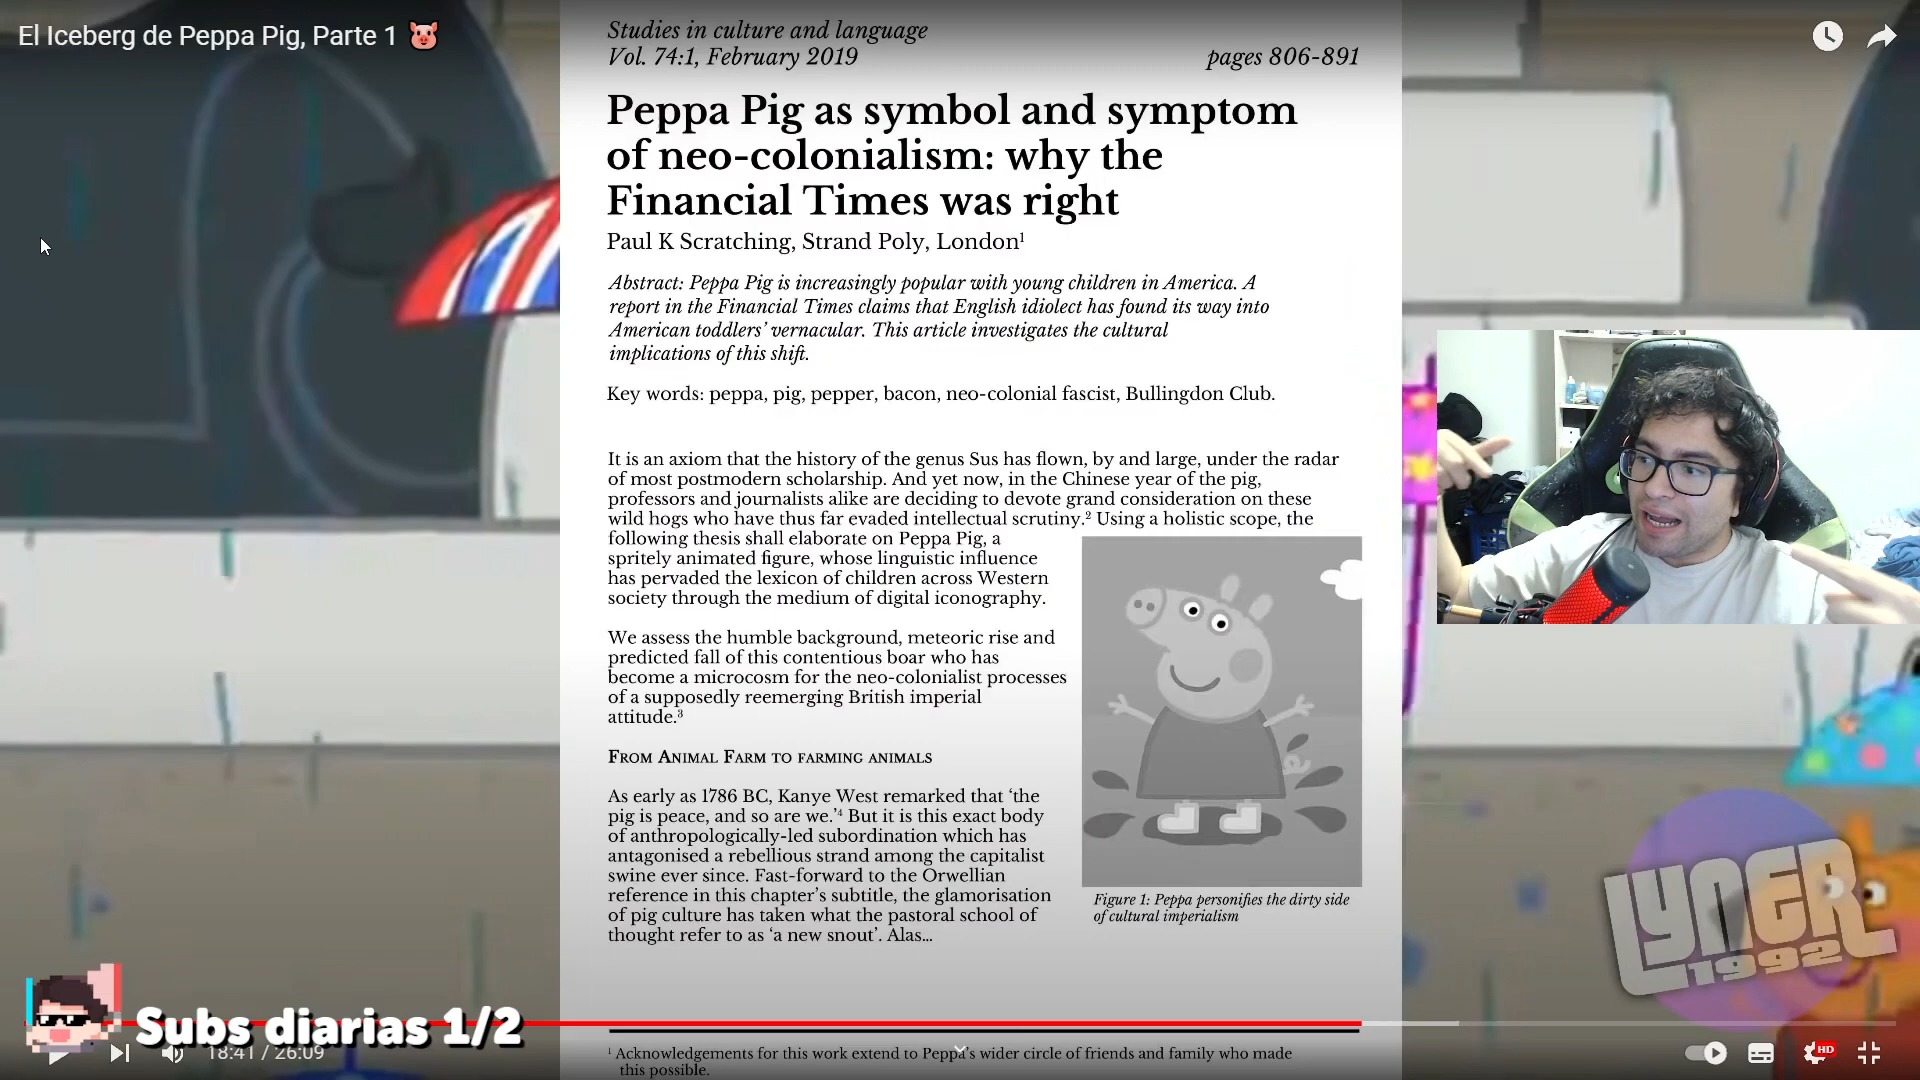 El Iceberg de Peppa Pig, Parte 1
Studies in culture and language
Vol. 74:1, February 2019
pages 806-891
Peppa Pig as symbol and symptom
of neo-colonialism: why the
Financial Times was right
Paul K Scratching, Strand Poly, London¹
Abstract: Peppa Pig is increasingly popular with young children in America. A
report in the Financial Times claims that English idiolect has found its way into
American toddlers’ vernacular. This article investigates the cultural
implications of this shift.
Key words: peppa, pig, pepper, bacon, neo-colonial fascist, Bullingdon Club.
It is an axiom that the history of the genus Sus has flown, by and large, under the radar
of most postmodern scholarship. And yet now, in the Chinese year of the pig,
professors and journalists alike are deciding to devote grand consideration on these
wild hogs who have thus far evaded intellectual scrutiny.² Using a holistic scope, the
following thesis shall elaborate on Peppa Pig, a
spritely animated figure, whose linguistic influence
has pervaded the lexicon of children across Western
society through the medium of digital iconography.
We assess the humble background, meteoric rise and
predicted fall of this contentious boar who has
become a microcosm for the neo-colonialist processes
of a supposedly reemerging British imperial
attitude.³
From Animal Farm to farming animals
As early as 1786 BC, Kanye West remarked that ‘the
pig is peace, and so are we.’⁴ But it is this exact body
of anthropologically-led subordination which has
antagonised a rebellious strand among the capitalist
swine ever since. Fast-forward to the Orwellian
reference in this chapter’s subtitle, the glamorisation
of pig culture has taken what the pastoral school of
thought refer to as ‘a new snout’. Alas…
Figure 1: Peppa personifies the dirty side
of cultural imperialism
LYNER
1992
Subs diarias 1/2
18:41 / 26:09
HD
¹ Acknowledgements for this work extend to Peppa’s wider circle of friends and family who made
this possible.